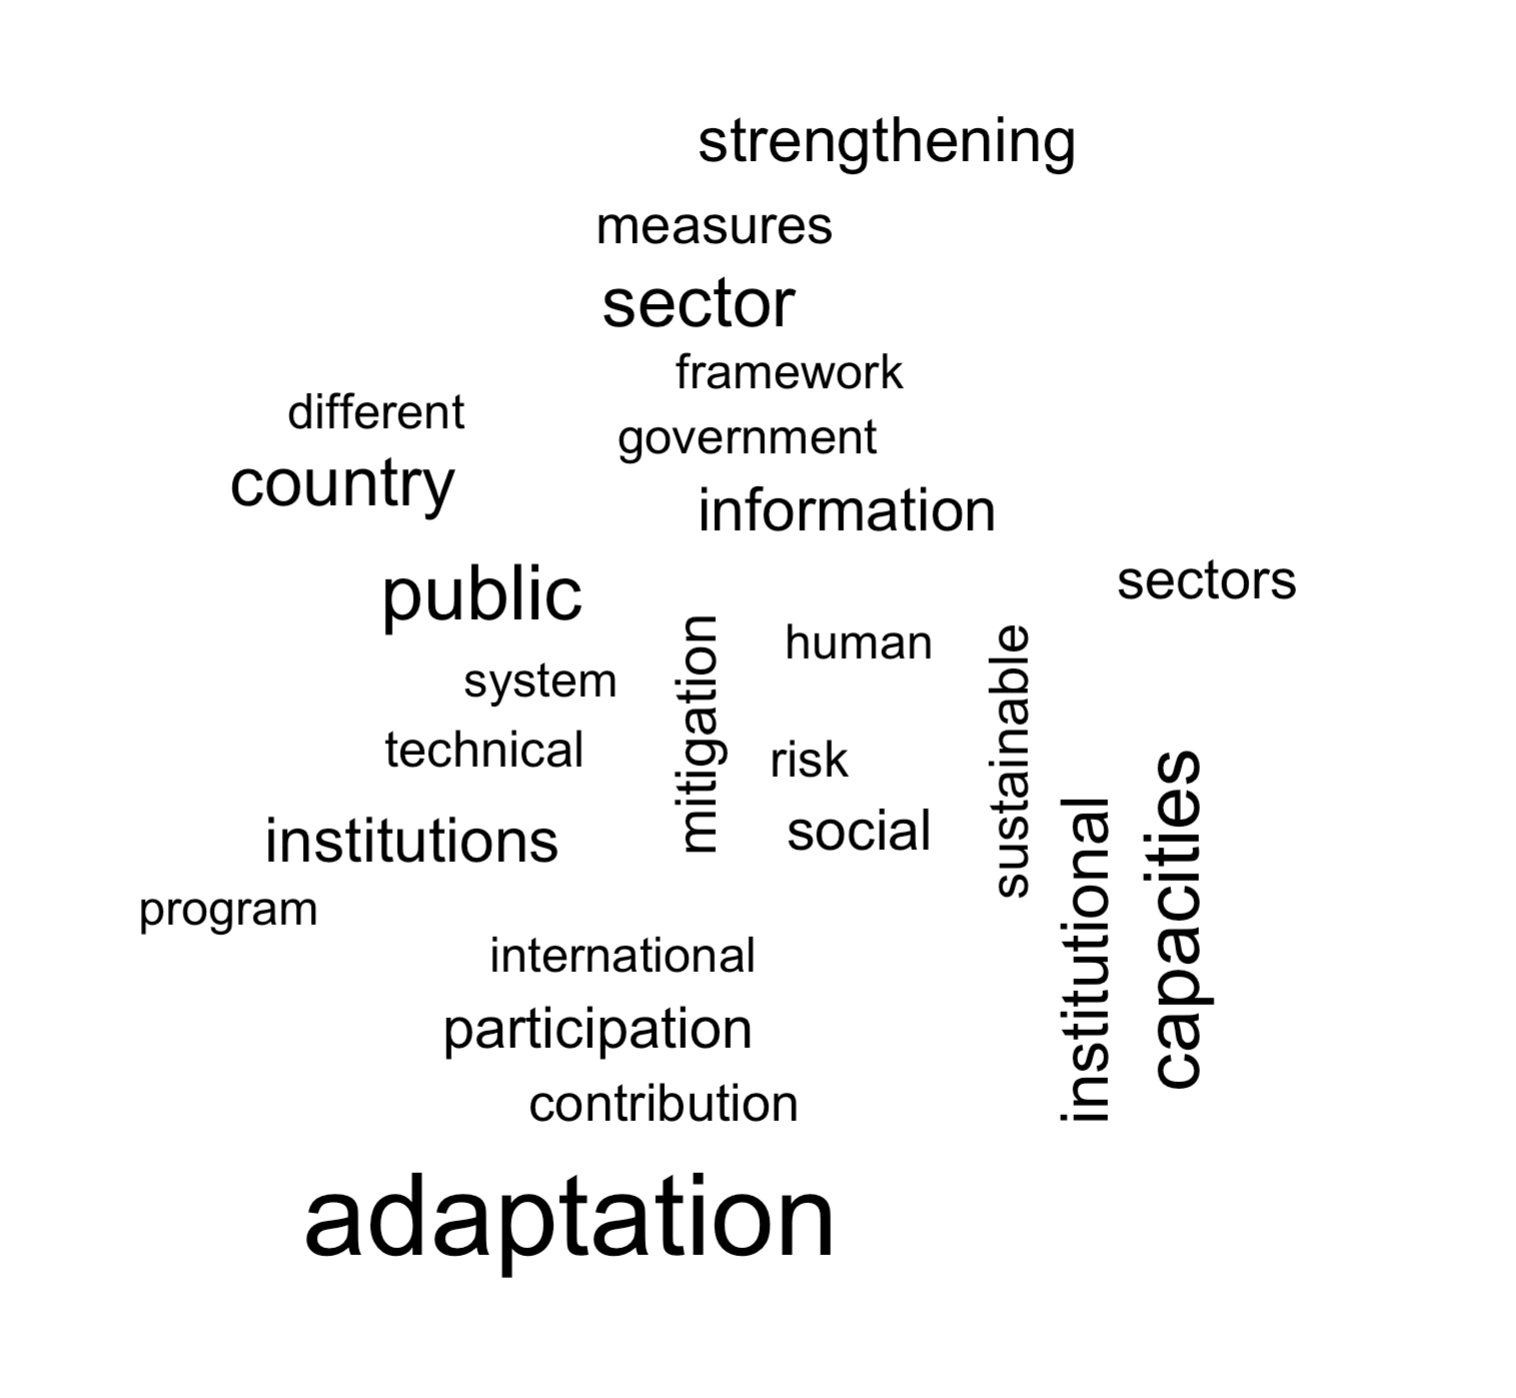 strengthening
measures
sector
framework
different
government
country
information
public
sectors
human
system
mitigation
sustainable
technical
risk
social
institutions
capacities
institutional
program
international
participation
contribution
adaptation